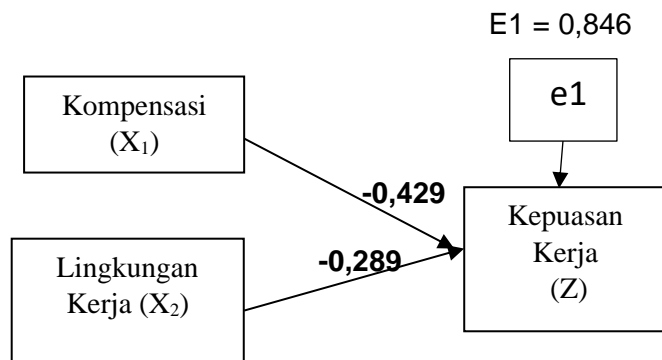 E1 = 0,846
e1
Kompensasi
(X₁)
-0,429
Kepuasan
Kerja
(Z)
-0,289
Lingkungan
Kerja (X₂)